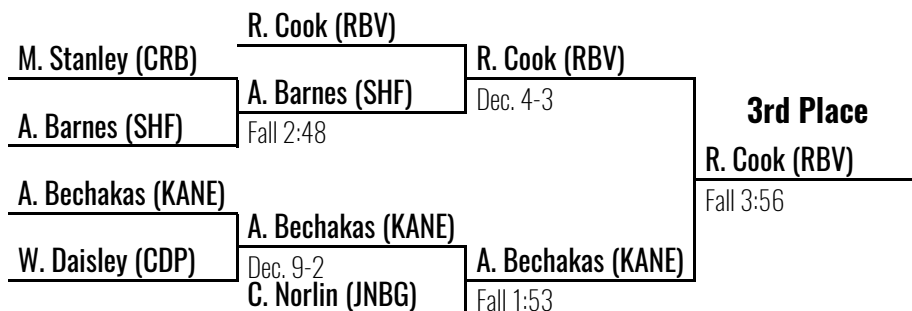 R. Cook (RBV)
M. Stanley (CRB)
R. Cook (RBV)
A. Barnes (SHF)
Dec. 4-3
3rd Place
A. Barnes (SHF)
Fall 2:48
R. Cook (RBV)
A. Bechakas (KANE)
Fall 3:56
A. Bechakas (KANE)
W. Daisley (CDP)
Dec. 9-2
A. Bechakas (KANE)
C. Norlin (JNBG)
Fall 1:53